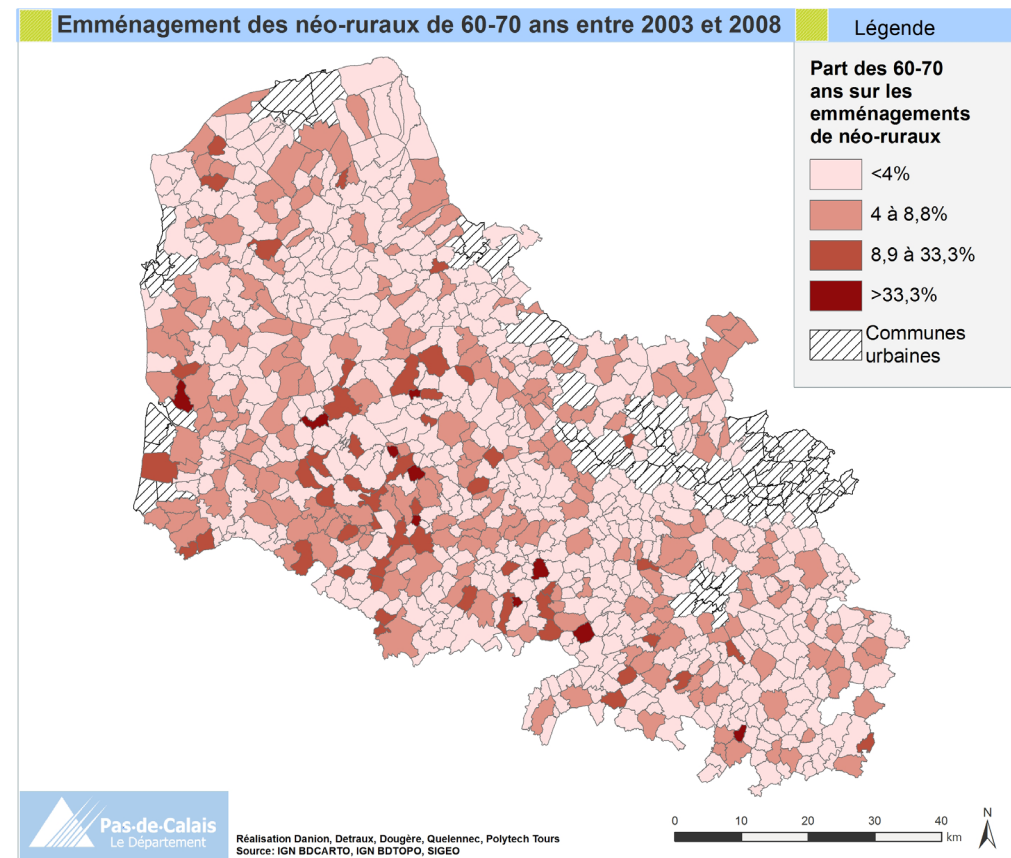 Emménagement des néo-ruraux de 60-70 ans entre 2003 et 2008
Légende
Part des 60-70
ans sur les
emménagements
de néo-ruraux
<4%
4 à 8,8%
8,9 à 33,3%
>33,3%
Communes
urbaines
Pas-de-Calais
Le Département
Réalisation Danion, Detraux, Dougère, Quelennec, Polytech Tours
Source: IGN BDCARTO, IGN BDTOPO, SIGEO
0 10 20 30 40
km
N